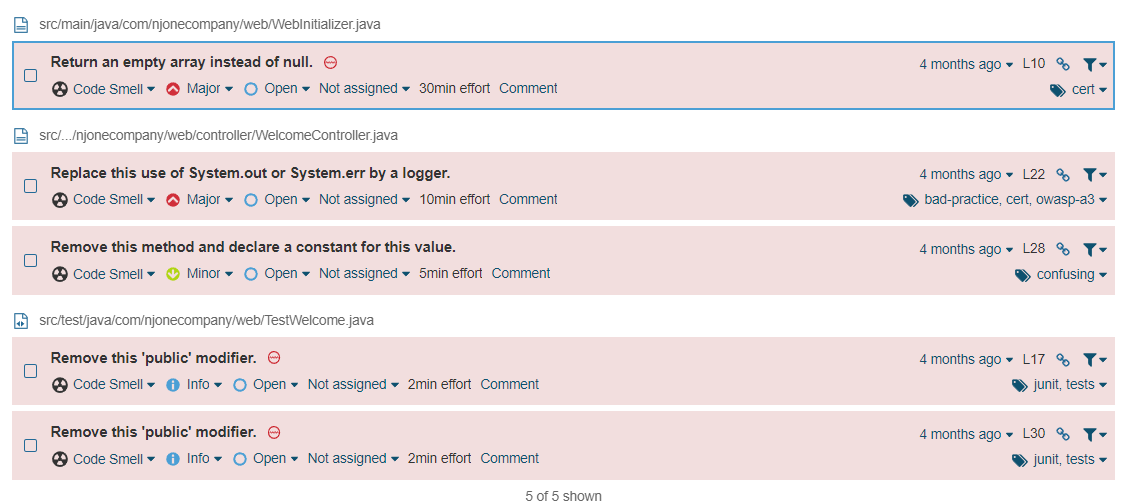 src/main/java/com/njonecompany/web/WebInitializer.java
Return an empty array instead of null. 4 months ago L10
Code Smell Major Open Not assigned 30min effort Comment cert
src/.../njonecompany/web/controller/WelcomeController.java
Replace this use of System.out or System.err by a logger. 4 months ago L22
Code Smell Major Open Not assigned 10min effort Comment bad-practice, cert, owasp-a3
Remove this method and declare a constant for this value. 4 months ago L28
Code Smell Minor Open Not assigned 5min effort Comment confusing
src/test/java/com/njonecompany/web/TestWelcome.java
Remove this 'public' modifier. 4 months ago L17
Code Smell Info Open Not assigned 2min effort Comment junit, tests
Remove this 'public' modifier. 4 months ago L30
Code Smell Info Open Not assigned 2min effort Comment junit, tests
5 of 5 shown